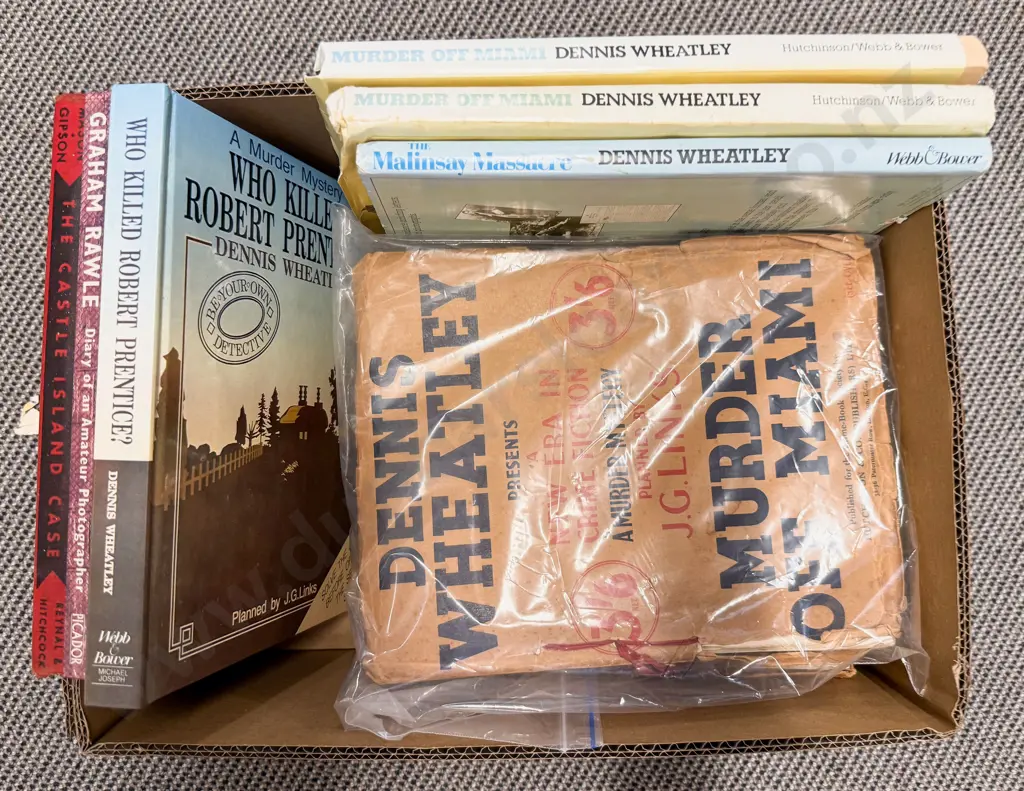 MURDER OFF MIAMI DENNIS WHEATLEY Hutchinson/Webb & Bower
MURDER OFF MIAMI DENNIS WHEATLEY Hutchinson/Webb & Bower
THE
Malinsay Massacre DENNIS WHEATLEY Webb & Bower
MASON
GIPSON
THE CASTLE ISLAND CASE
REYNAL &
HITCHCOCK
GRAHAM RAWLE Diary of an Amateur Photographer PICADOR
WHO KILLED ROBERT PRENTICE? DENNIS WHEATLEY
Webb
& Bower
MICHAEL
JOSEPH
A Murder Mystery
WHO KILLE
ROBERT PRENT
DENNIS WHEATL
BE YOUR OWN
DETECTIVE
Planned by J.G.Links
DENNIS
WHEATLEY
PRESENTS
A
NEW ERA IN
CRIME FICTION
3/6
3/6
A MURDER MYSTERY
PLANNED BY
J.G.LINKS
MURDER
OFF MIAMI